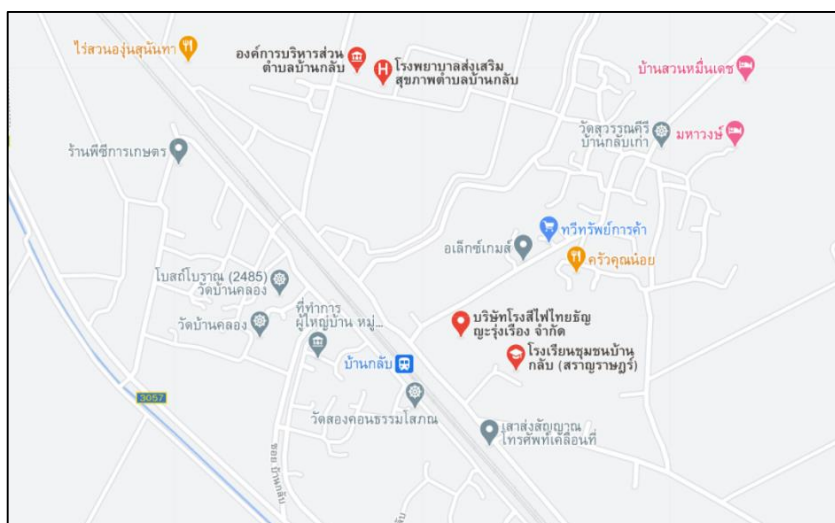 ไร่สวนองุ่นสุนันทา
องค์การบริหารส่วน
ตำบลบ้านกลับ
โรงพยาบาลส่งเสริม
สุขภาพตำบลบ้านกลับ
บ้านสวนหมื่นเดช
วัดสุวรรณคีรี
บ้านกลับเก่า
มหาวงษ์
ร้านพีซีการเกษตร
ทวีทรัพย์การค้า
อเล็กซ์เกมส์
ครัวคุณน้อย
โบสถ์โบราณ (2485)
วัดบ้านคลอง
ที่ทำการ
ผู้ใหญ่บ้าน หมู่...
วัดบ้านคลอง
บริษัทโรงสีไฟไทยธัญ
ญะรุ่งเรือง จำกัด
โรงเรียนชุมชนบ้าน
กลับ (สราญราษฎร์)
บ้านกลับ
3057
วัดสองคอนธรรมโสภณ
เสาส่งสัญญาณ
โทรศัพท์เคลื่อนที่
ซอย บ้านกลับ